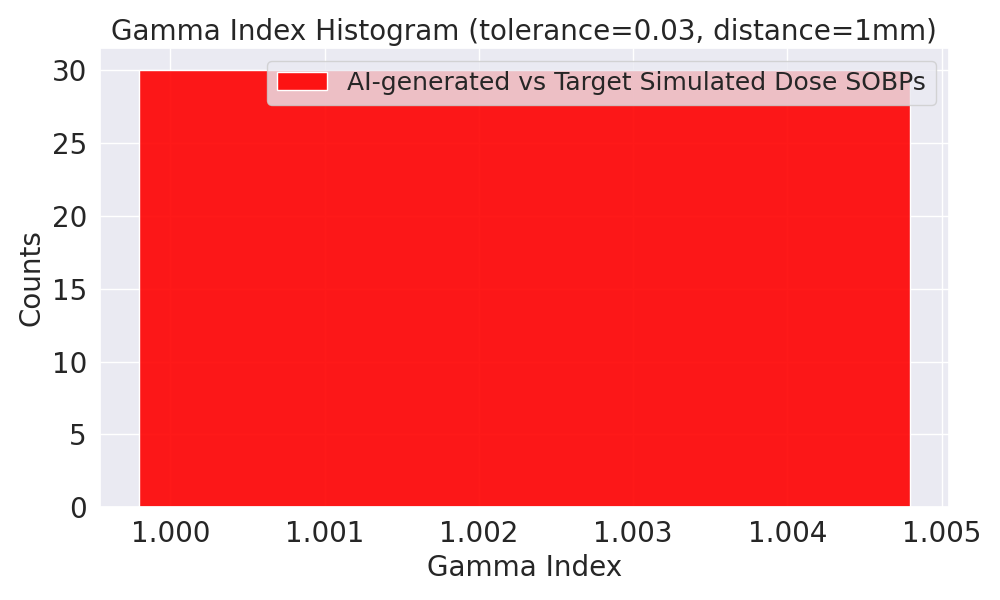 Gamma Index Histogram (tolerance=0.03, distance=1mm)
AI-generated vs Target Simulated Dose SOBPs
30
25
20
15
10
5
0
Counts
1.000 1.001 1.002 1.003 1.004 1.005
Gamma Index